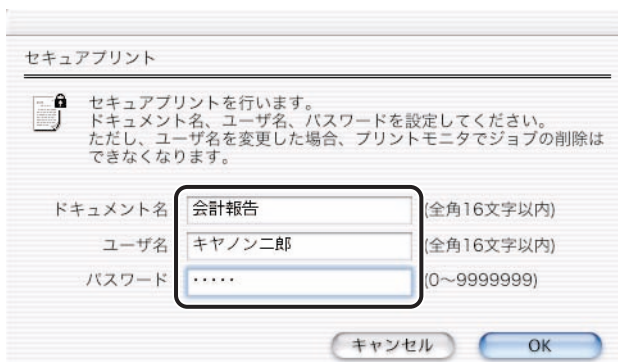 セキュアプリント
セキュアプリントを行います。
ドキュメント名、ユーザ名、パスワードを設定してください。
ただし、ユーザ名を変更した場合、プリントモニタでジョブの削除は
できなくなります。
ドキュメント名 会計報告 (全角16文字以内)
ユーザ名 キヤノン二郎 (全角16文字以内)
パスワード ・・・・・ (0〜9999999)
キャンセル OK